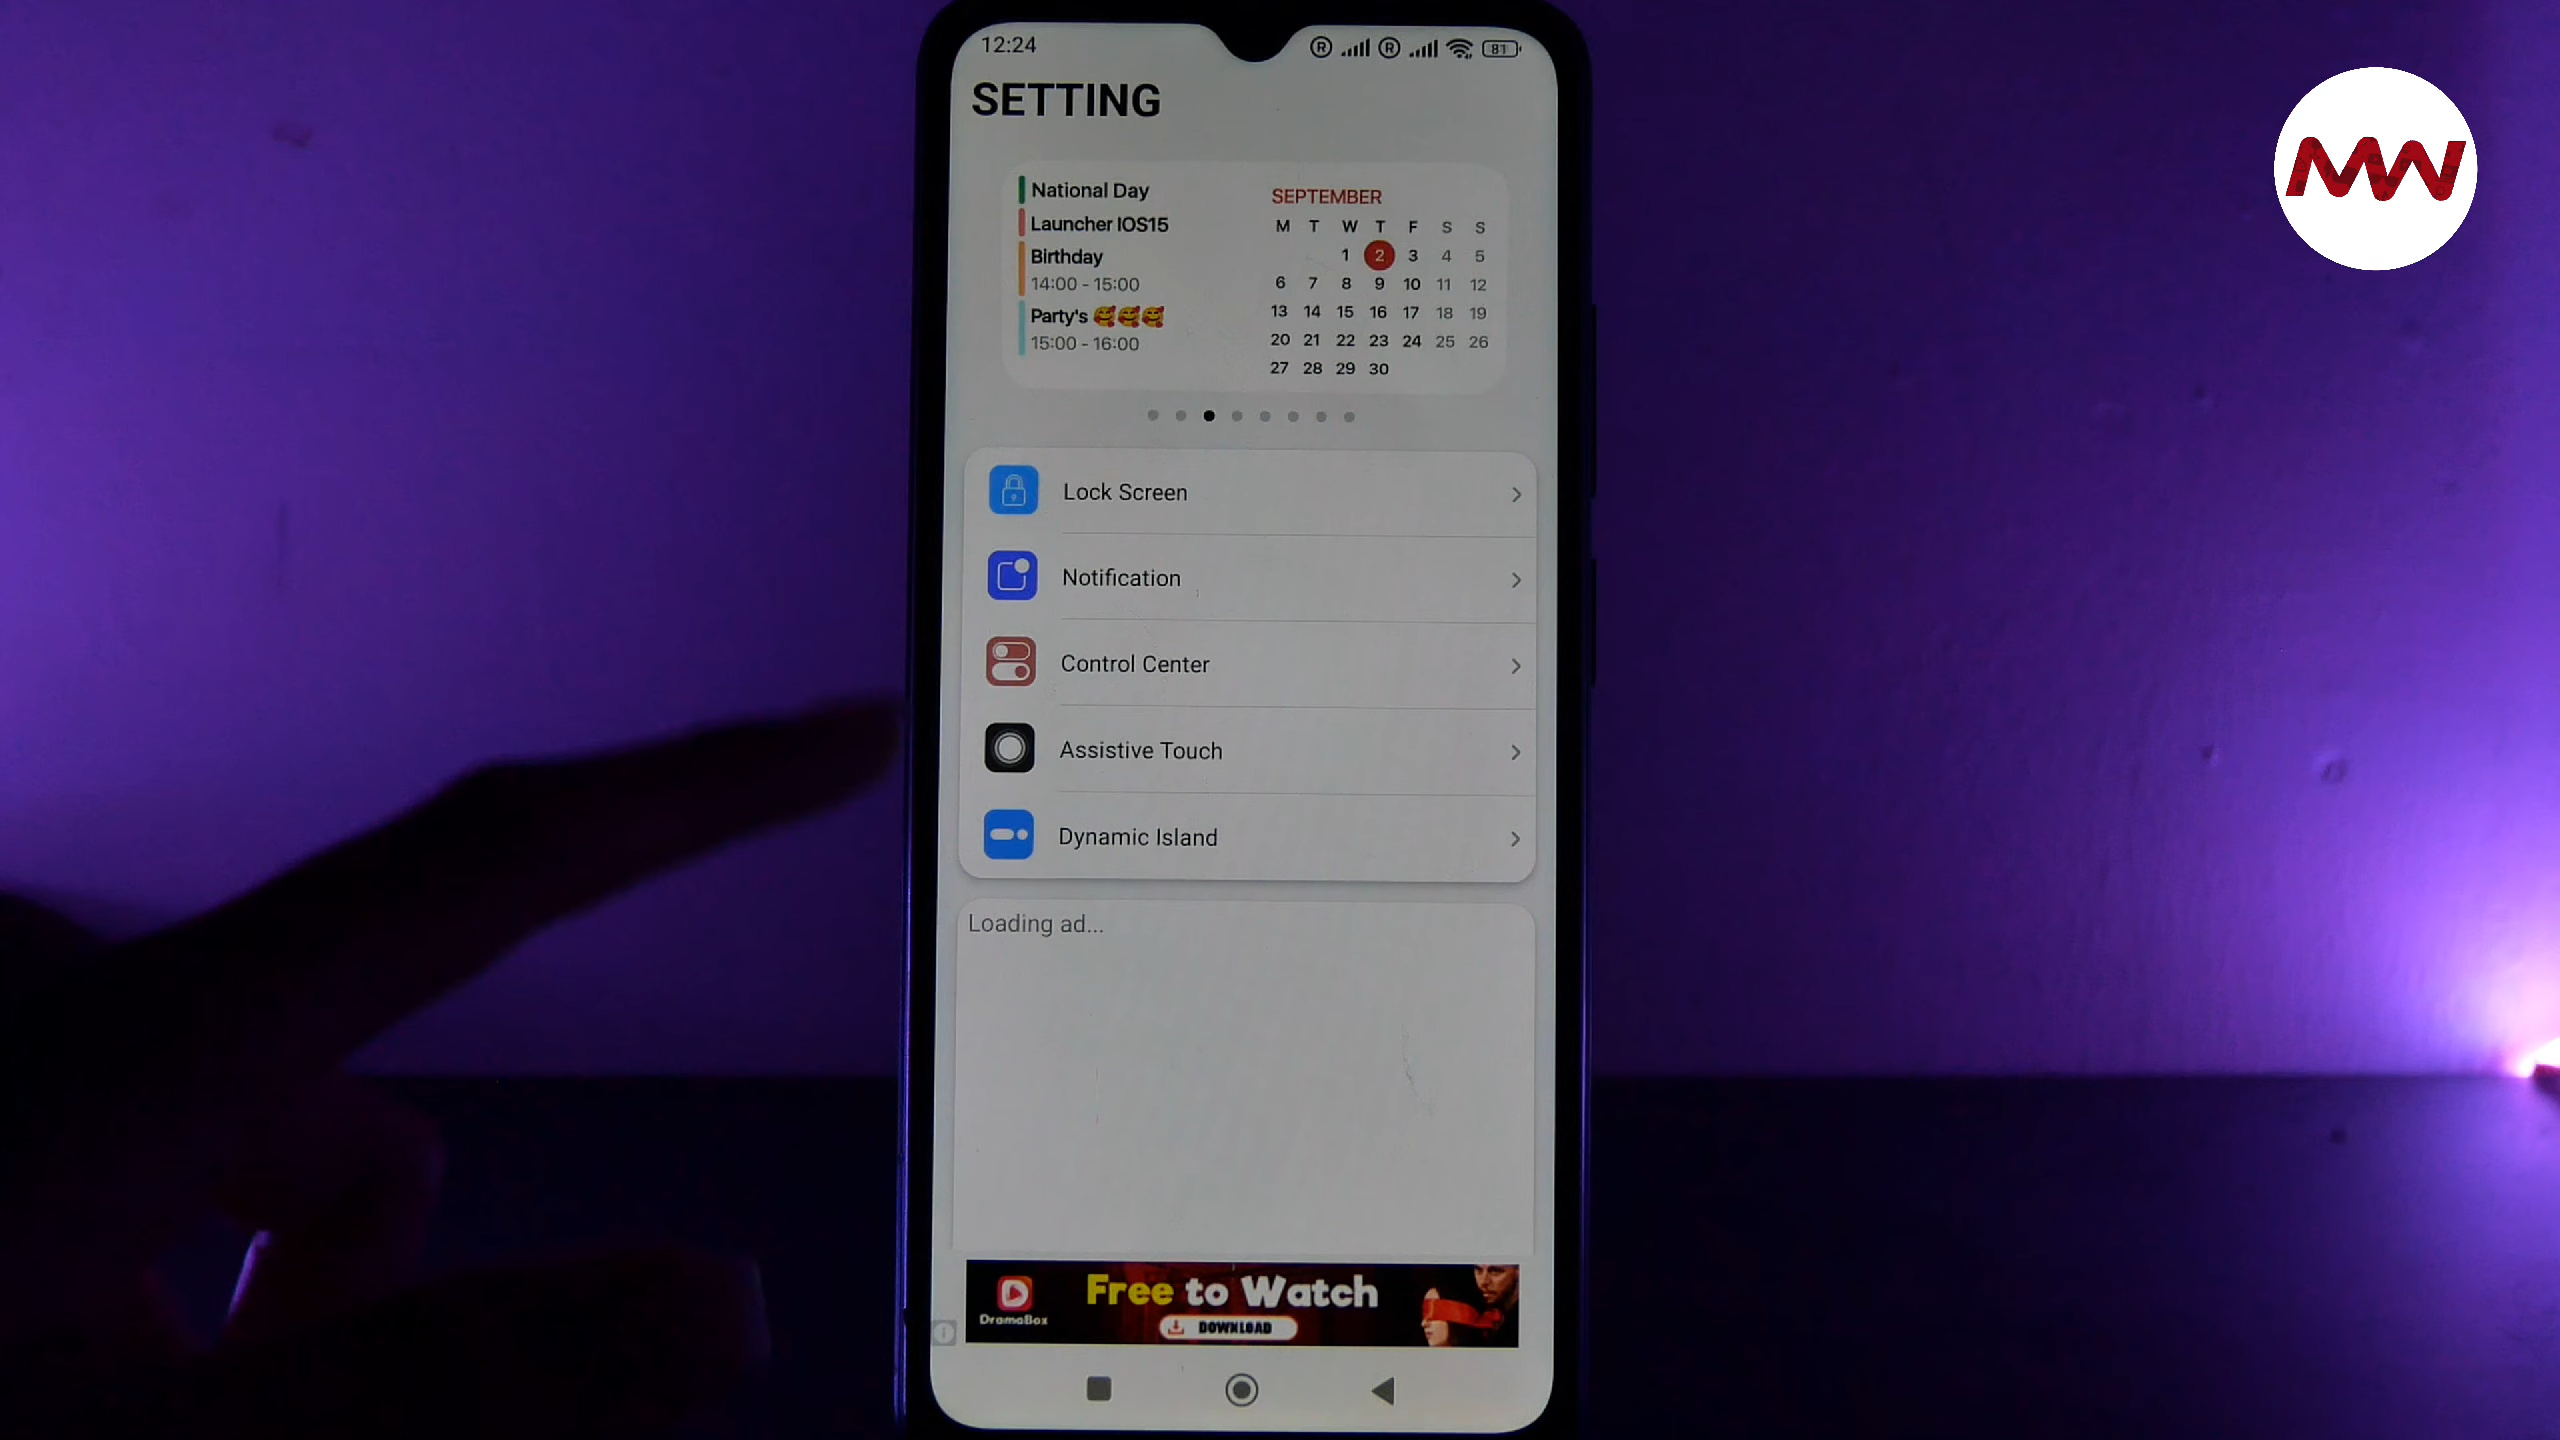 12:24
R R 81
SETTING
National Day
Launcher IOS15
Birthday
14:00 - 15:00
Party's 🥰🥰🥰
15:00 - 16:00
SEPTEMBER
M T W T F S S
1 2 3 4 5
6 7 8 9 10 11 12
13 14 15 16 17 18 19
20 21 22 23 24 25 26
27 28 29 30
Lock Screen
Notification
Control Center
Assistive Touch
Dynamic Island
Loading ad...
DramaBox
Free to Watch
DOWNLOAD
MW